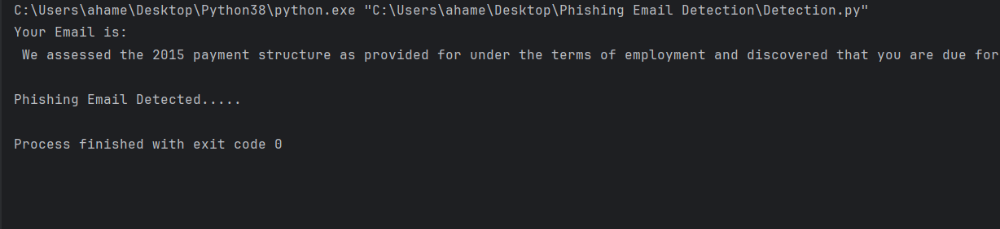 C:\Users\ahame\Desktop\Python38\python.exe "C:\Users\ahame\Desktop\Phishing Email Detection\Detection.py"
Your Email is:
We assessed the 2015 payment structure as provided for under the terms of employment and discovered that you are due for
Phishing Email Detected.....
Process finished with exit code 0